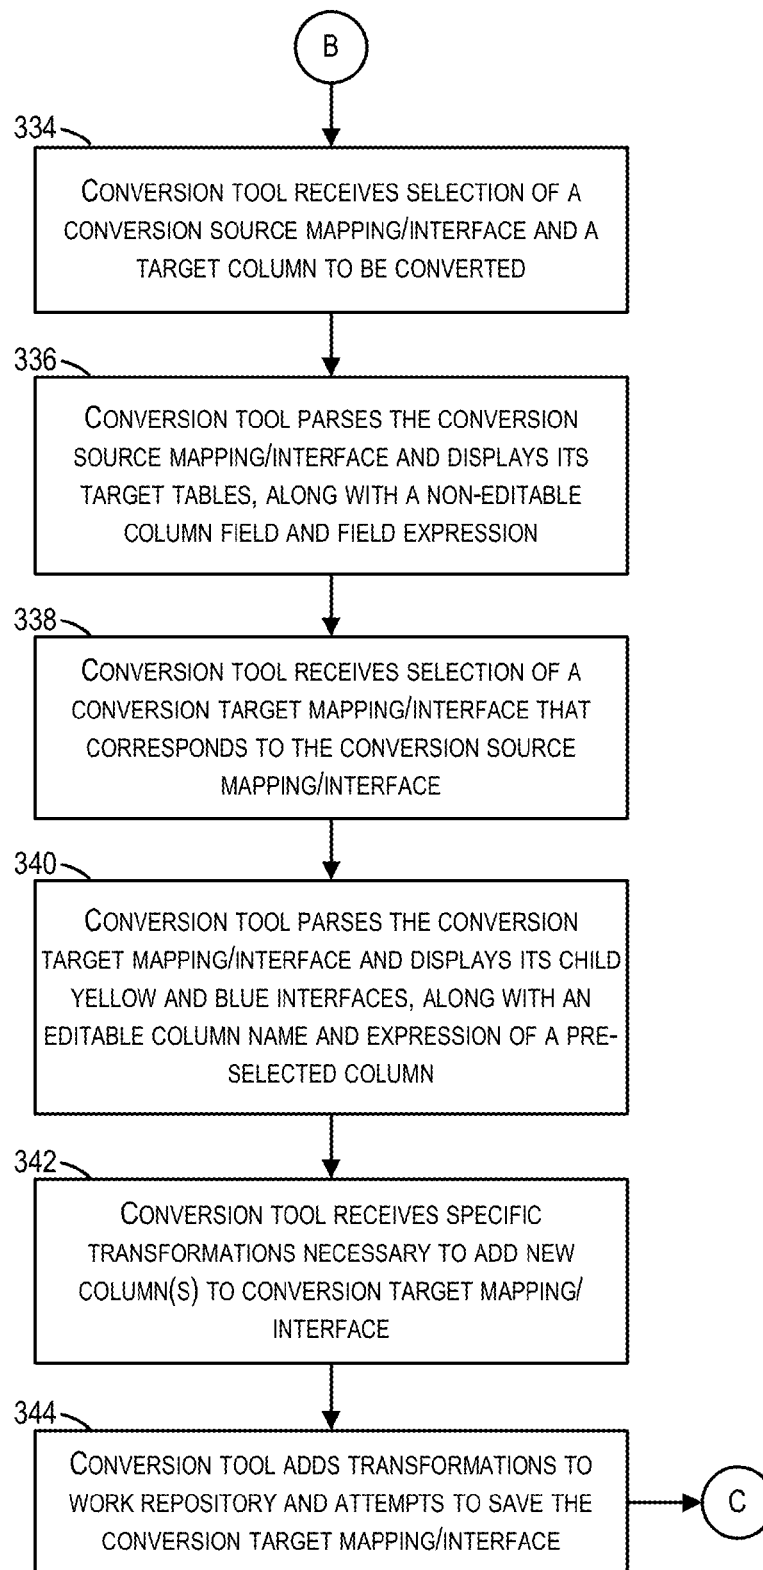 B
334
CONVERSION TOOL RECEIVES SELECTION OF A
CONVERSION SOURCE MAPPING/INTERFACE AND A
TARGET COLUMN TO BE CONVERTED
336
CONVERSION TOOL PARSES THE CONVERSION
SOURCE MAPPING/INTERFACE AND DISPLAYS ITS
TARGET TABLES, ALONG WITH A NON-EDITABLE
COLUMN FIELD AND FIELD EXPRESSION
338
CONVERSION TOOL RECEIVES SELECTION OF A
CONVERSION TARGET MAPPING/INTERFACE THAT
CORRESPONDS TO THE CONVERSION SOURCE
MAPPING/INTERFACE
340
CONVERSION TOOL PARSES THE CONVERSION
TARGET MAPPING/INTERFACE AND DISPLAYS ITS CHILD
YELLOW AND BLUE INTERFACES, ALONG WITH AN
EDITABLE COLUMN NAME AND EXPRESSION OF A PRE-
SELECTED COLUMN
342
CONVERSION TOOL RECEIVES SPECIFIC
TRANSFORMATIONS NECESSARY TO ADD NEW
COLUMN(S) TO CONVERSION TARGET MAPPING/
INTERFACE
344
CONVERSION TOOL ADDS TRANSFORMATIONS TO
WORK REPOSITORY AND ATTEMPTS TO SAVE THE
CONVERSION TARGET MAPPING/INTERFACE
C